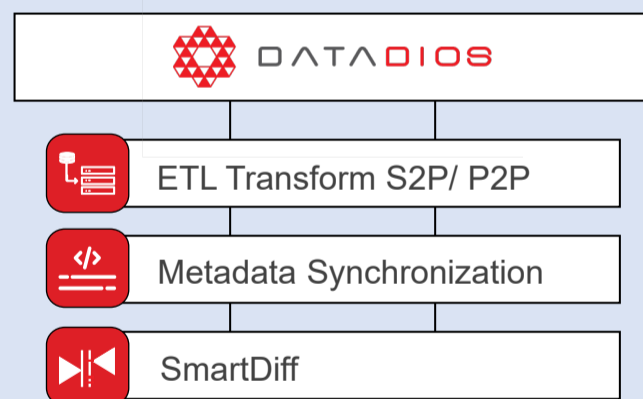 DATADIOS
ETL Transform S2P/ P2P
</>
Metadata Synchronization
SmartDiff